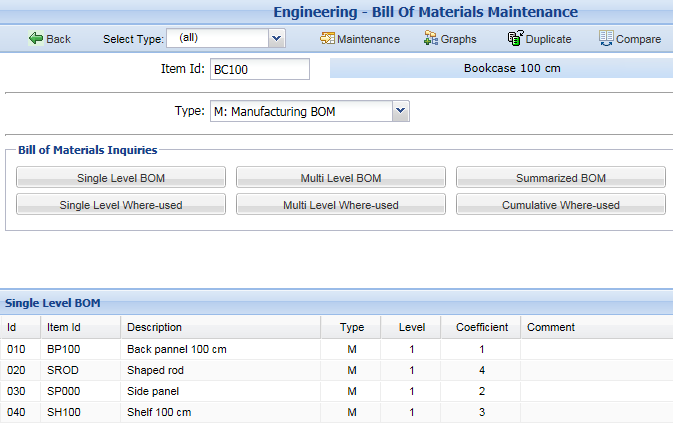 Engineering - Bill Of Materials Maintenance
Back Select Type: (all) Maintenance Graphs Duplicate Compare
Item Id: BC100 Bookcase 100 cm
Type: M: Manufacturing BOM
Bill of Materials Inquiries
Single Level BOM Multi Level BOM Summarized BOM
Single Level Where-used Multi Level Where-used Cumulative Where-used
Single Level BOM
Id Item Id Description Type Level Coefficient Comment
010 BP100 Back pannel 100 cm M 1 1
020 SROD Shaped rod M 1 4
030 SP000 Side panel M 1 2
040 SH100 Shelf 100 cm M 1 3